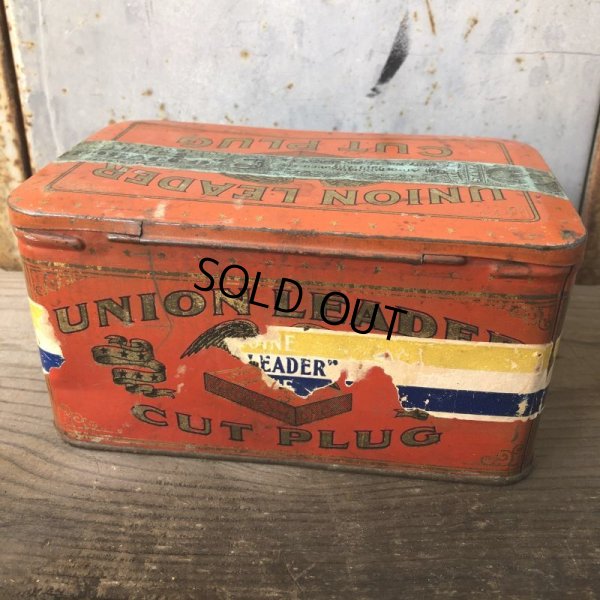 CUT PLUG
UNION LEADER
UNION LEADER
SOLD OUT
LEADER"
CUT PLUG